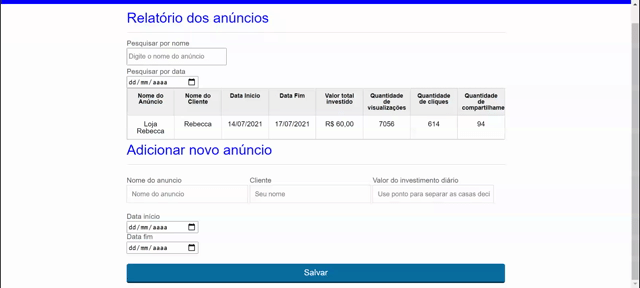 Relatório dos anúncios
Pesquisar por nome
Digite o nome do anúncio
Pesquisar por data
dd/mm/aaaa
Nome do Anúncio Nome do Cliente Data Inicio Data Fim Valor total investido Quantidade de visualizações Quantidade de cliques Quantidade de compartilhame
Loja Rebecca Rebecca 14/07/2021 17/07/2021 R$ 60,00 7056 614 94
Adicionar novo anúncio
Nome do anuncio Cliente Valor do investimento diário
Nome do anuncio Seu nome Use ponto para separar as casas deci
Data início
dd/mm/aaaa
Data fim
dd/mm/aaaa
Salvar